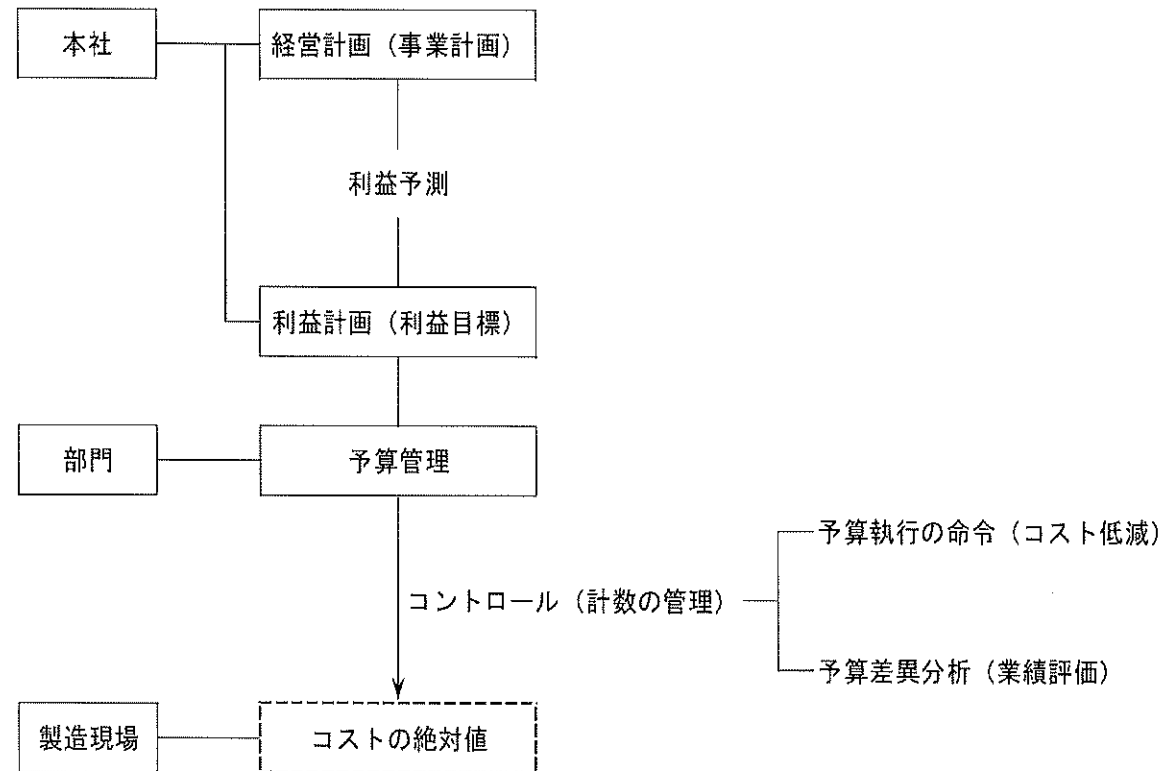 本社
経営計画（事業計画）
利益予測
利益計画（利益目標）
部門
予算管理
予算執行の命令（コスト低減）
コントロール（計数の管理）
予算差異分析（業績評価）
製造現場
コストの絶対値